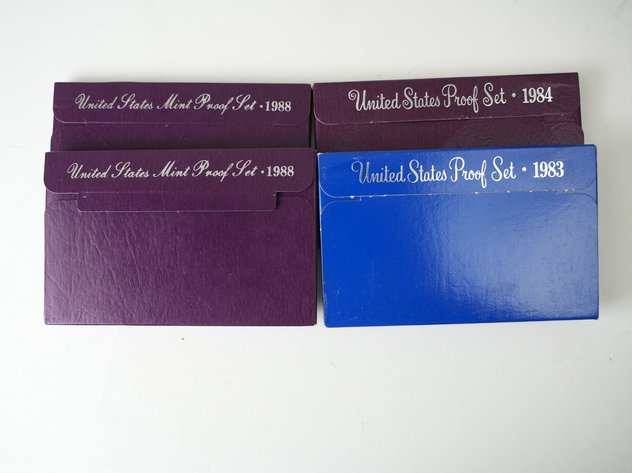 United States Mint Proof Set · 1988
United States Proof Set · 1984
United States Mint Proof Set · 1988
United States Proof Set · 1983